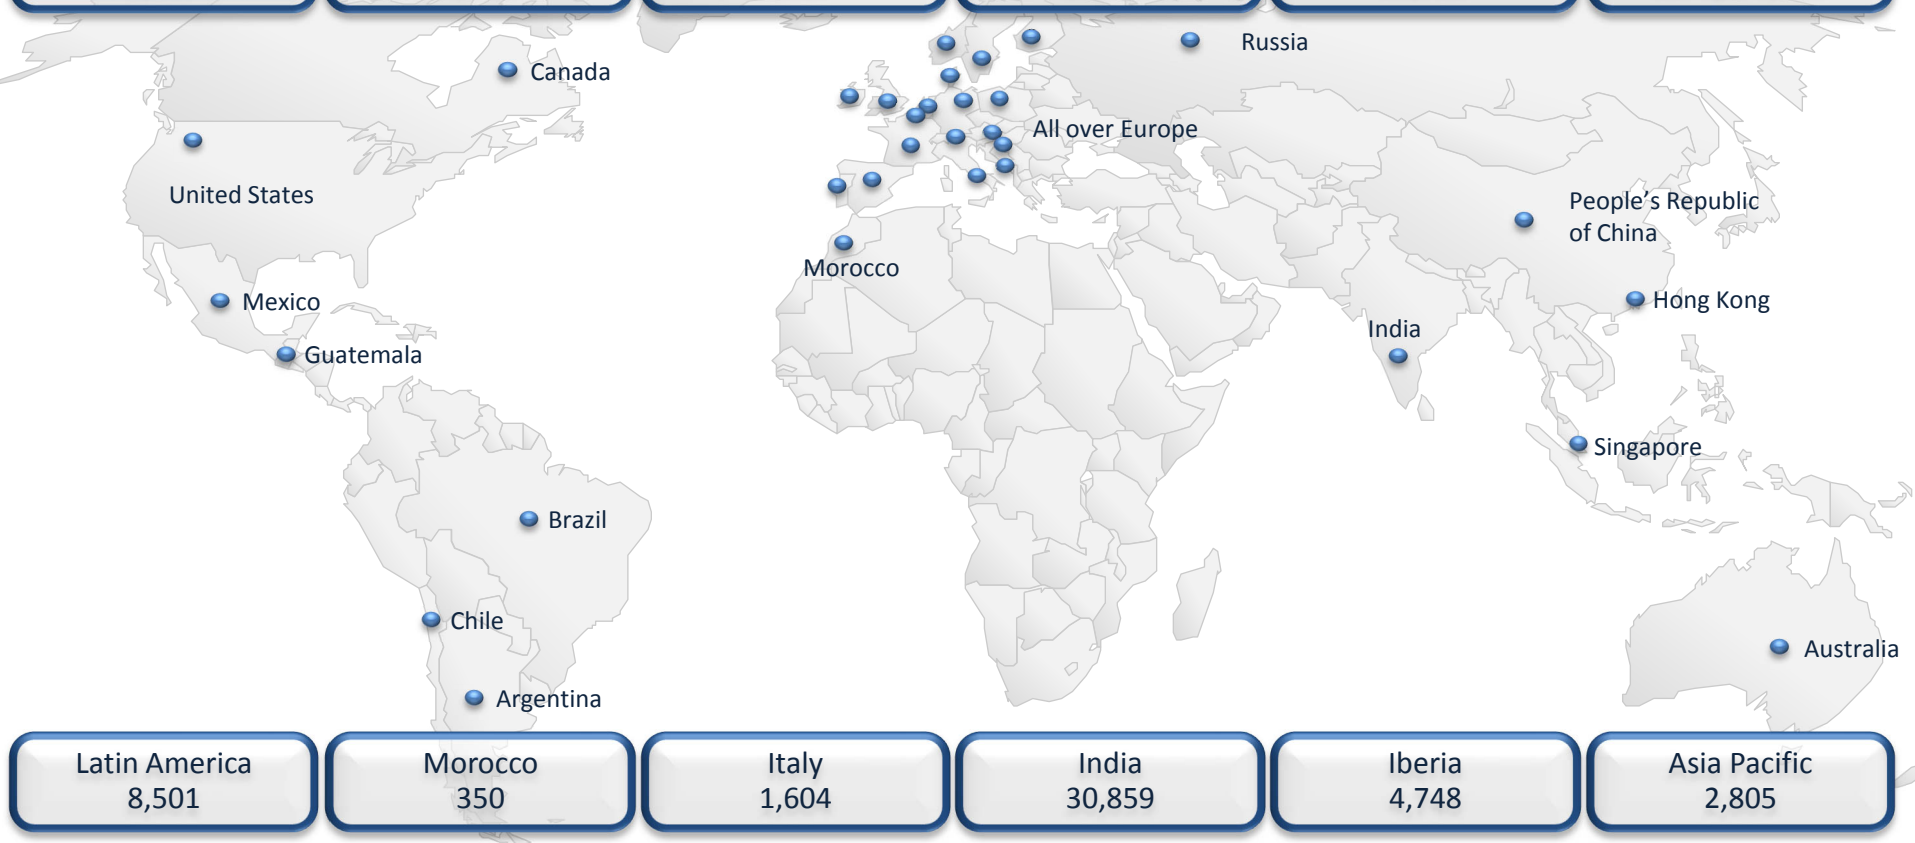 Russia
Canada
All over Europe
United States
People’s Republic
of China
Morocco
Mexico
Hong Kong
India
Guatemala
Singapore
Brazil
Chile
Australia
Argentina
Latin America
8,501
Morocco
350
Italy
1,604
India
30,859
Iberia
4,748
Asia Pacific
2,805